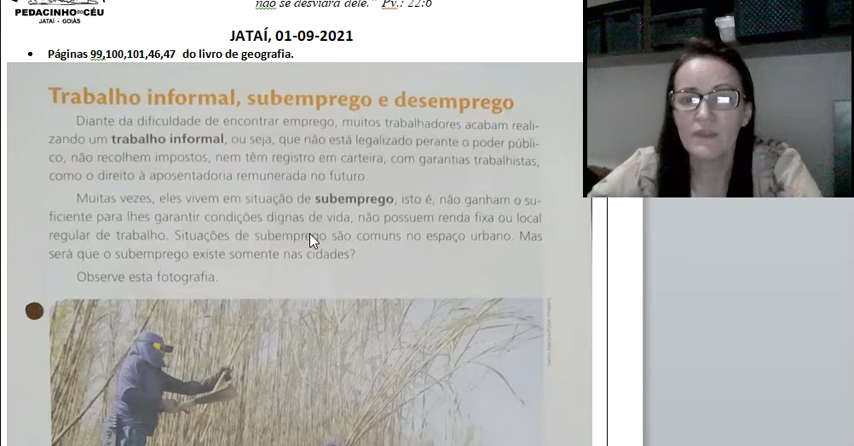 não se desviará dele." Pv.: 22:6
PEDACINHO DO CÉU
JATAÍ - GOIÁS
JATAÍ, 01-09-2021
• Páginas 99,100,101,46,47 do livro de geografia.
Trabalho informal, subemprego e desemprego
Diante da dificuldade de encontrar emprego, muitos trabalhadores acabam reali-
zando um trabalho informal, ou seja, que não está legalizado perante o poder públi-
co, não recolhem impostos, nem têm registro em carteira, com garantias trabalhistas,
como o direito à aposentadoria remunerada no futuro.
Muitas vezes, eles vivem em situação de subemprego, isto é, não ganham o su-
ficiente para lhes garantir condições dignas de vida, não possuem renda fixa ou local
regular de trabalho. Situações de subemprego são comuns no espaço urbano. Mas
será que o subemprego existe somente nas cidades?
Observe esta fotografia.